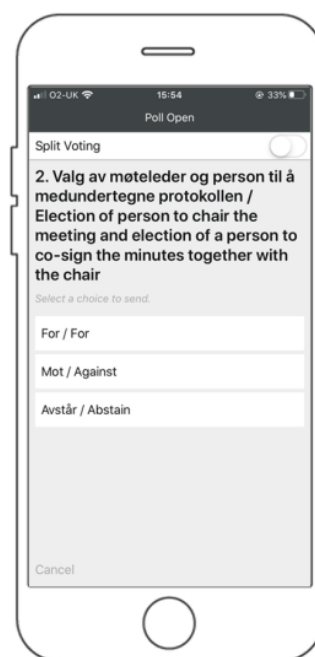 O2-UK 15:54 33%
Poll Open
Split Voting
2. Valg av møteleder og person til å
medundertegne protokollen /
Election of person to chair the
meeting and election of a person to
co-sign the minutes together with
the chair
Select a choice to send.
For / For
Mot / Against
Avstår / Abstain
Cancel